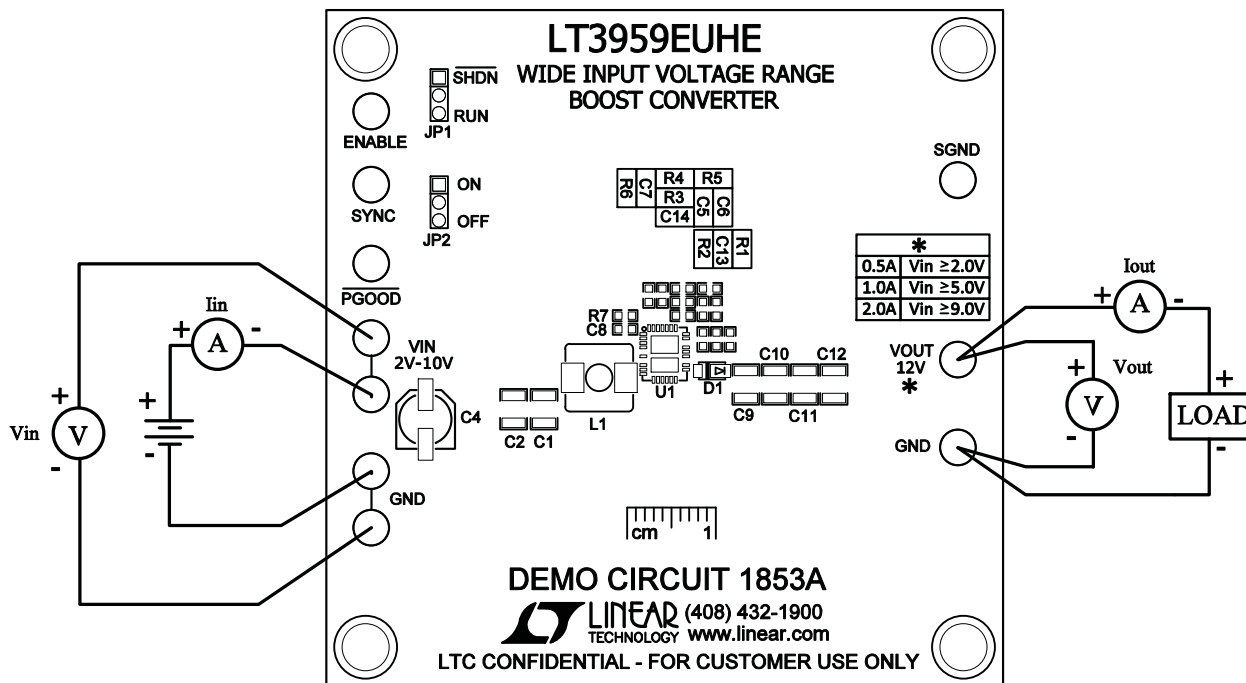 LT3959EUHE
WIDE INPUT VOLTAGE RANGE
BOOST CONVERTER
SHDN
RUN
JP1
ENABLE
ON
OFF
JP2
SYNC
PGOOD
SGND
R6
C7
R4
R5
R3
C14
C5
C6
R2
C13
R1
*
0.5A Vin ≥2.0V
1.0A Vin ≥5.0V
2.0A Vin ≥9.0V
Iin
+ A -
VIN
2V-10V
+
C4
Vin
+
V
-
+
-
GND
R7
C8
U1
L1
C2 C1
D1
C10 C12
C9 C11
VOUT
12V
*
GND
Iout
+ A -
Vout
+
V
-
+
LOAD
-
cm 1
DEMO CIRCUIT 1853A
LT LINEAR (408) 432-1900
TECHNOLOGY www.linear.com
LTC CONFIDENTIAL - FOR CUSTOMER USE ONLY